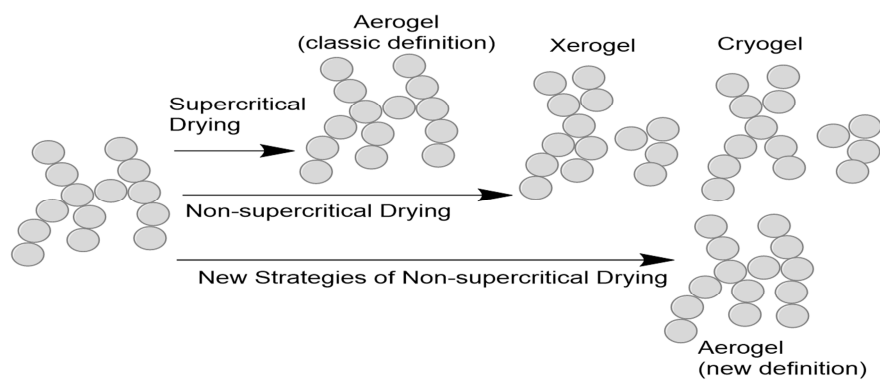 Aerogel
(classic definition)
Xerogel
Cryogel
Supercritical
Drying
Non-supercritical Drying
New Strategies of Non-supercritical Drying
Aerogel
(new definition)